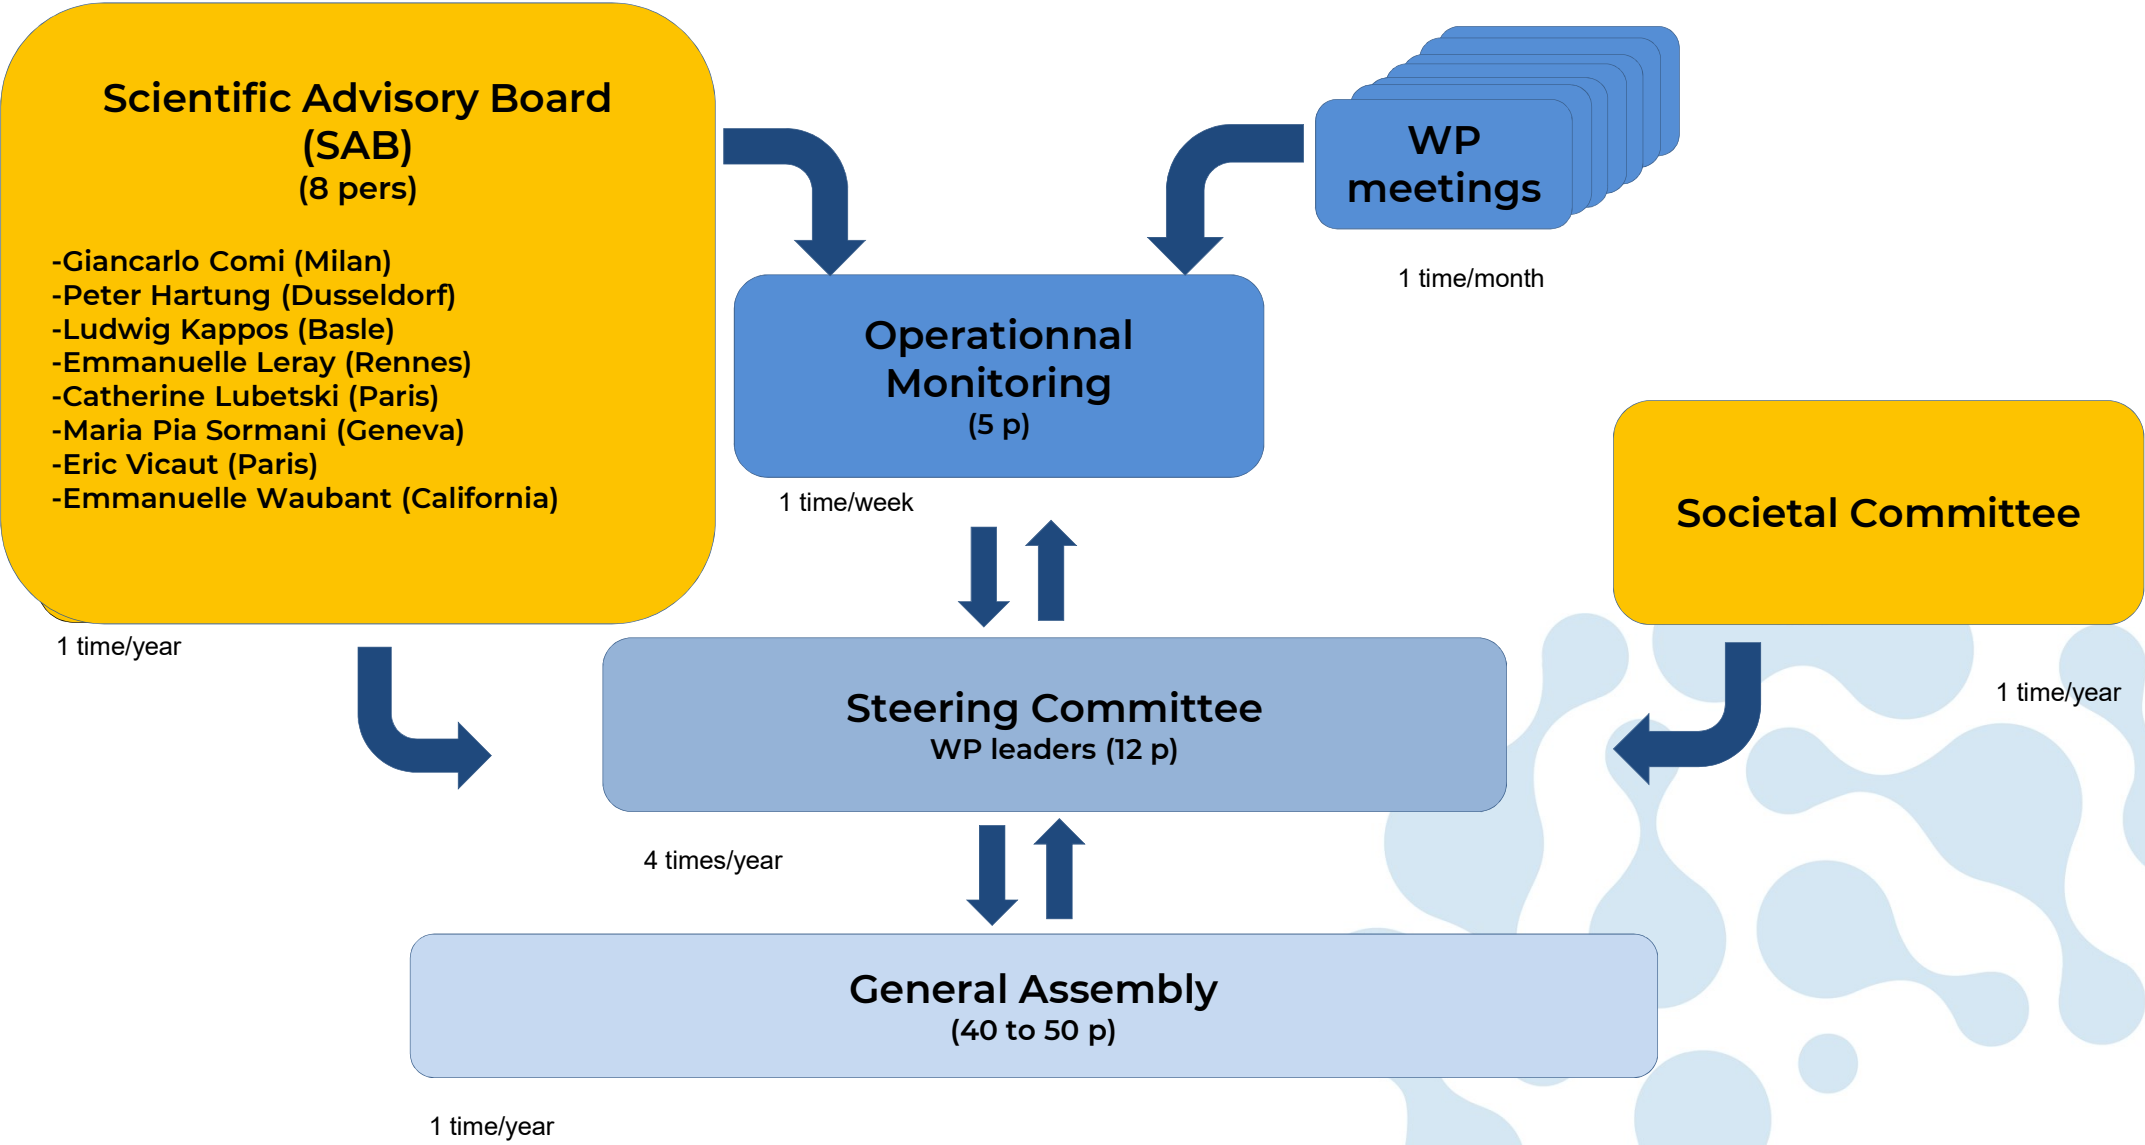 Scientific Advisory Board
(SAB)
(8 pers)
-Giancarlo Comi (Milan)
-Peter Hartung (Dusseldorf)
-Ludwig Kappos (Basle)
-Emmanuelle Leray (Rennes)
-Catherine Lubetski (Paris)
-Maria Pia Sormani (Geneva)
-Eric Vicaut (Paris)
-Emmanuelle Waubant (California)
1 time/year
WP
meetings
1 time/month
Operationnal
Monitoring
(5 p)
1 time/week
Societal Committee
1 time/year
Steering Committee
WP leaders (12 p)
4 times/year
General Assembly
(40 to 50 p)
1 time/year